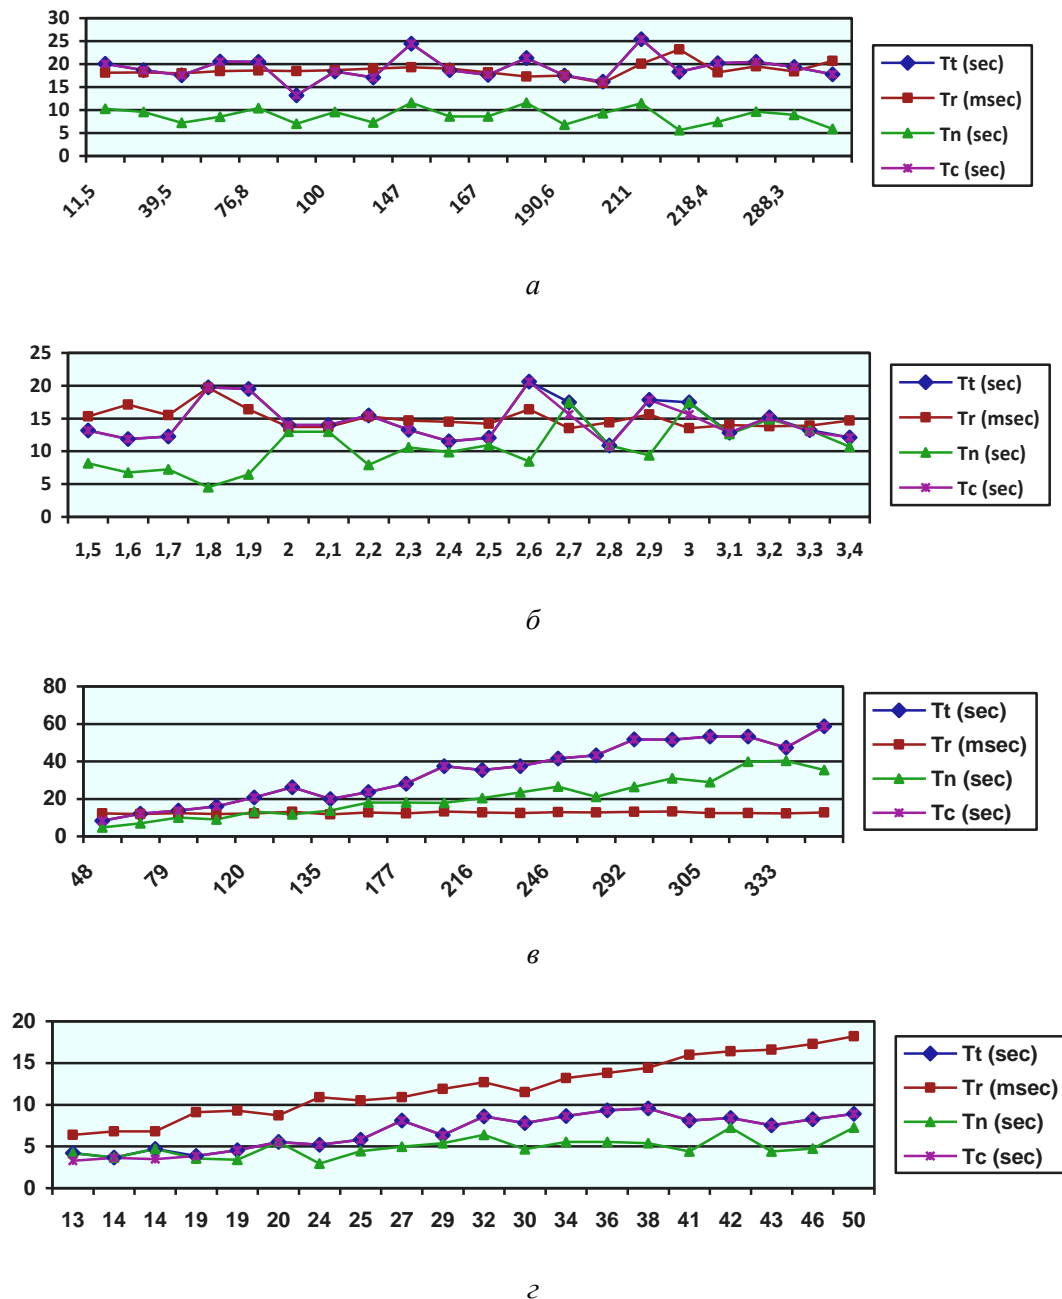 30
25
20
15
10
5
0
11,5 39,5 76,8 100 147 167 190,6 211 218,4 288,3
Tt (sec)
Tr (msec)
Tn (sec)
Tc (sec)
а
25
20
15
10
5
0
1,5 1,6 1,7 1,8 1,9 2 2,1 2,2 2,3 2,4 2,5 2,6 2,7 2,8 2,9 3 3,1 3,2 3,3 3,4
Tt (sec)
Tr (msec)
Tn (sec)
Tc (sec)
б
80
60
40
20
0
48 79 120 135 177 216 246 292 305 333
Tt (sec)
Tr (msec)
Tn (sec)
Tc (sec)
в
20
15
10
5
0
13 14 14 19 19 20 24 25 27 29 32 30 34 36 38 41 42 43 46 50
Tt (sec)
Tr (msec)
Tn (sec)
Tc (sec)
г